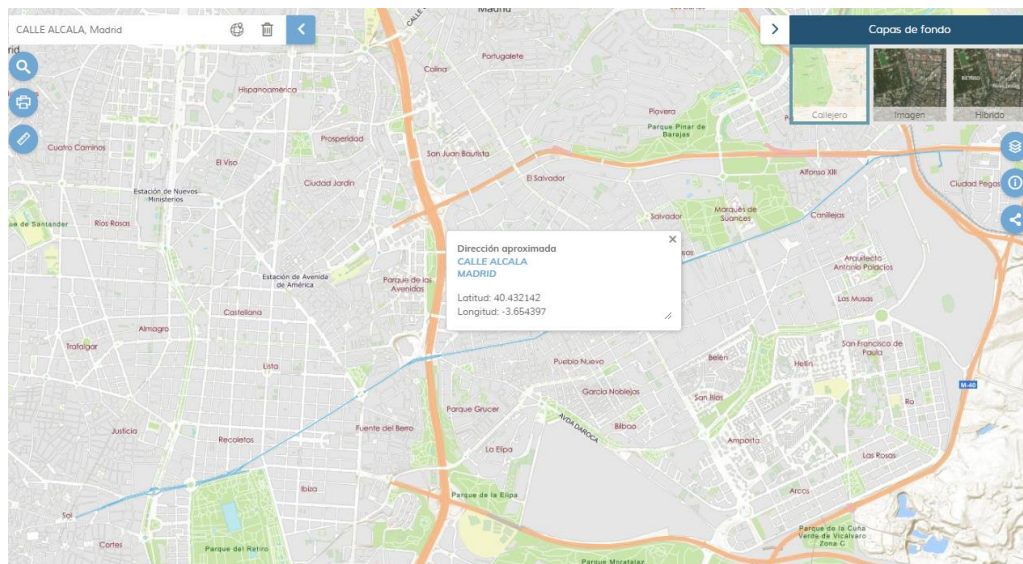 Madrid
CALLE ALCALA, Madrid
Capas de fondo
Callejero
Imagen
Híbrido
Portugalete
Colina
Hispanoamérica
Piovera
Parque Pinar de
Barajas
Prosperidad
San Juan Bautista
Cuatro Caminos
El Viso
Alfonso XIII
El Salvador
Ciudad Jardín
Ciudad Pegaso
Estación de Nuevos
Ministerios
Marqués de
Suances
Salvador
Canillejas
Ríos Rosas
Dirección aproximada
CALLE ALCALA
MADRID
Latitud: 40.432142
Longitud: -3.654397
Arquitecto
Antonio Palacios
Estación de Avenida
de América
Parque de las
Avenidas
Las Musas
Castellana
Almagro
Trafalgar
San Francisco de
Paula
Pueblo Nuevo
Belén
Hellín
Lista
M-40
García Noblejas
San Blas
Parque Grucer
AVDA DAROCA
Bilbao
Fuente del Berro
Justicia
Recoletos
Amposta
La Elipa
Las Rosas
Ibiza
Arcos
Parque de la Elipa
Sol
Parque de la Cuña
Verde de Vicálvaro
Zona C
Cortes
Parque del Retiro
Parque Moratalaz